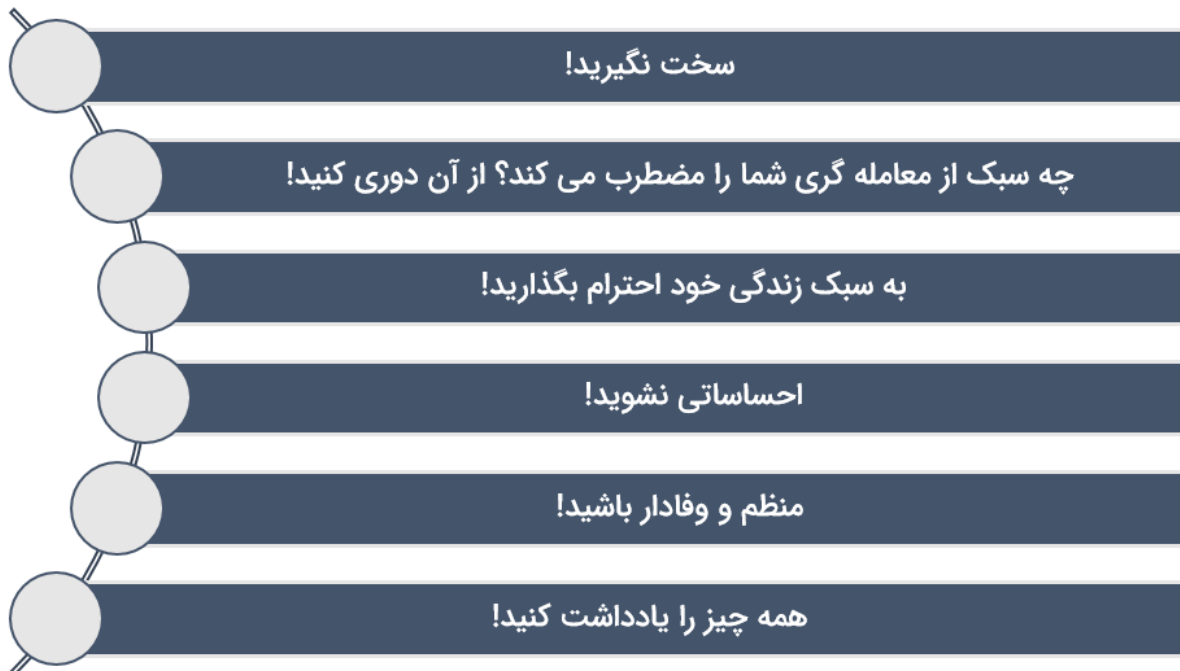 سخت نگیرید!
چه سبک از معامله گری شما را مضطرب می کند؟ از آن دوری کنید!
به سبک زندگی خود احترام بگذارید!
احساساتی نشوید!
منظم و وفادار باشید!
همه چیز را یادداشت کنید!